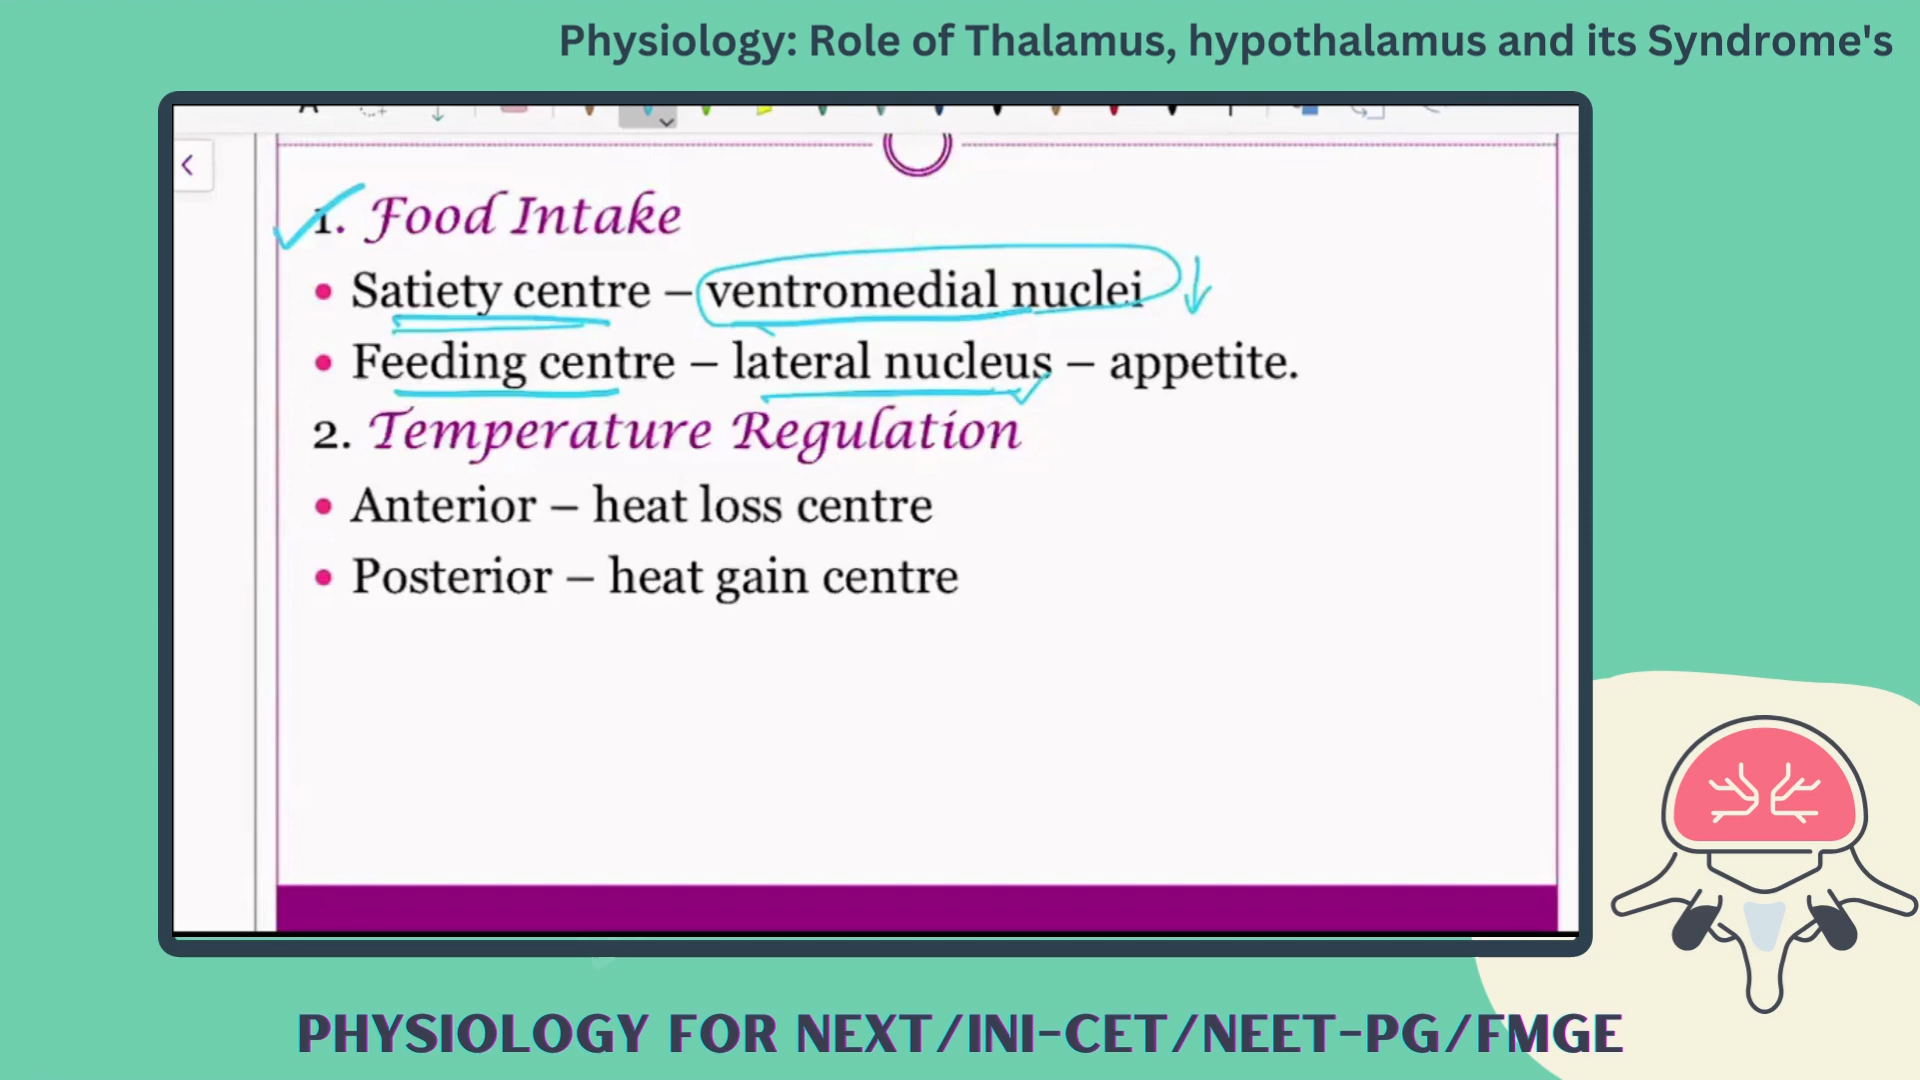 Physiology: Role of Thalamus, hypothalamus and its Syndrome's
1. Food Intake
• Satiety centre – ventromedial nuclei ↓
• Feeding centre – lateral nucleus – appetite.
2. Temperature Regulation
• Anterior – heat loss centre
• Posterior – heat gain centre
PHYSIOLOGY FOR NEXT/INI-CET/NEET-PG/FMGE